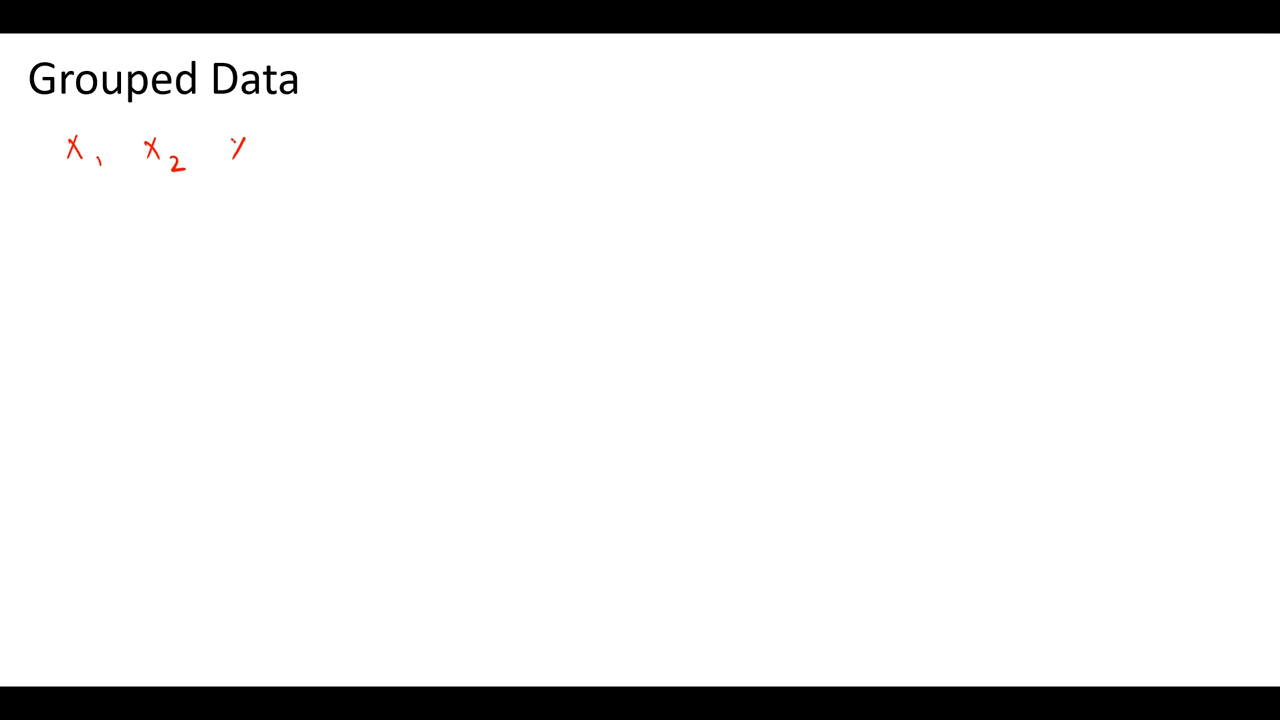 Grouped Data
x₁ x₂